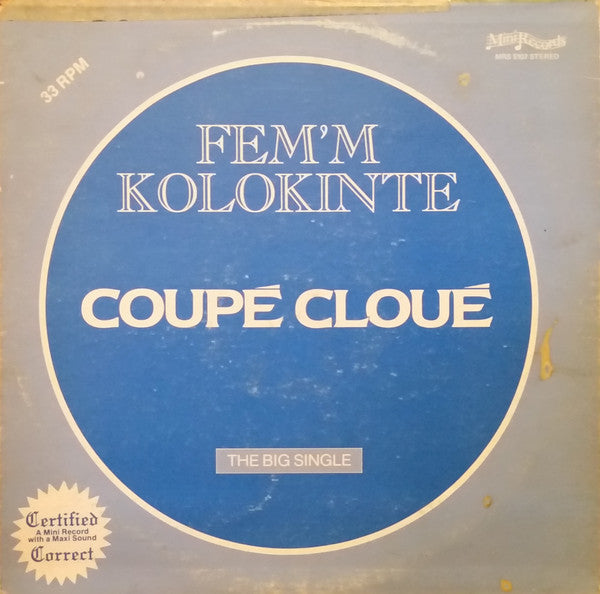 33 RPM
Mini Records
MRS 5102 STEREO
FEM'M
KOLOKINTE
COUPÉ CLOUÉ
THE BIG SINGLE
Certified
A Mini Record
with a Maxi Sound
Correct